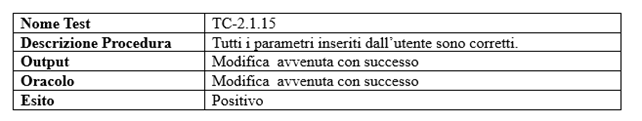 Nome Test TC-2.1.15
Descrizione Procedura Tutti i parametri inseriti dall’utente sono corretti.
Output Modifica avvenuta con successo
Oracolo Modifica avvenuta con successo
Esito Positivo